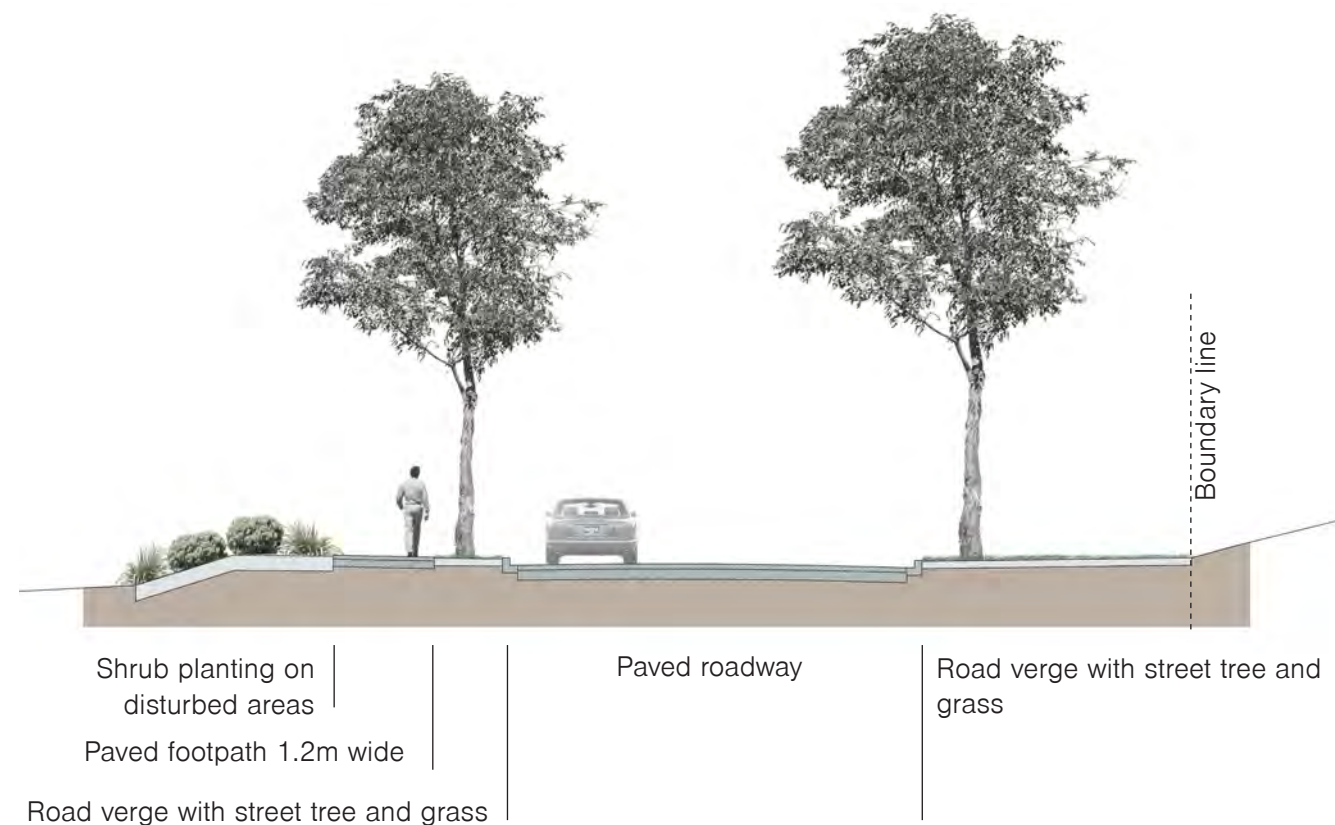 Boundary line
Shrub planting on
disturbed areas
Paved footpath 1.2m wide
Road verge with street tree and grass
Paved roadway
Road verge with street tree and
grass